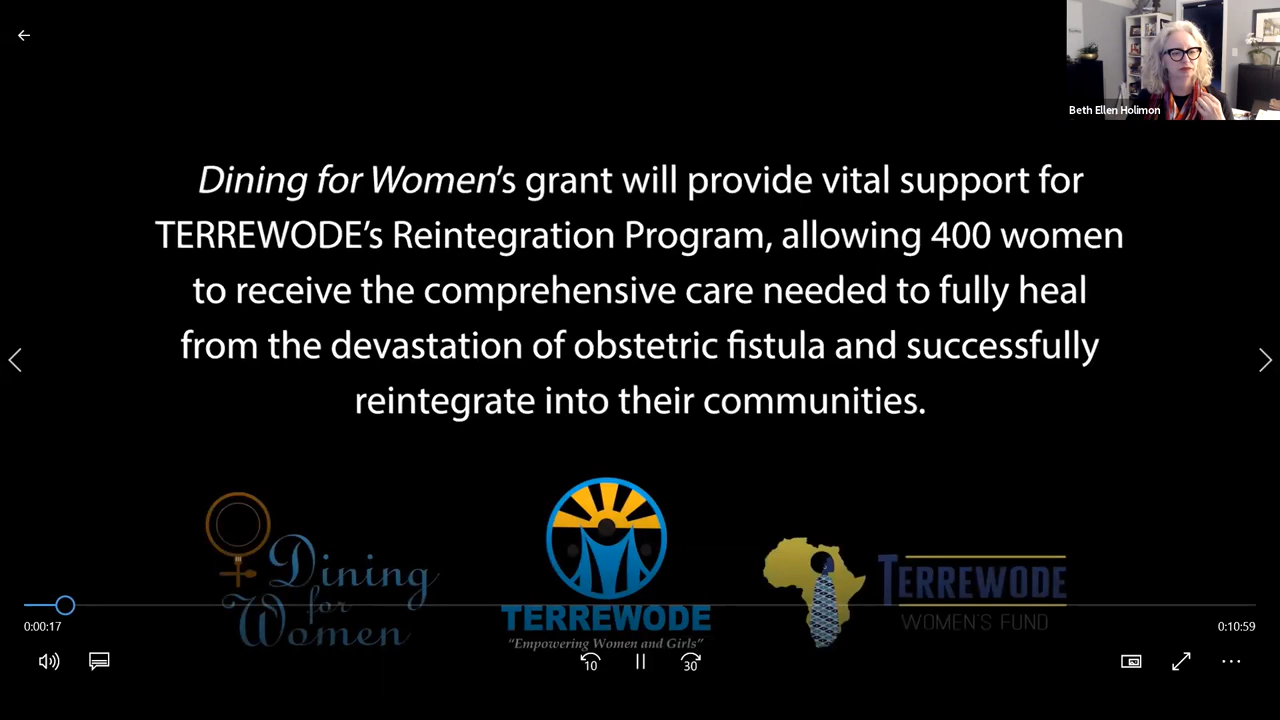 Beth Ellen Holimon
Dining for Women's grant will provide vital support for
TERREWODE's Reintegration Program, allowing 400 women
to receive the comprehensive care needed to fully heal
from the devastation of obstetric fistula and successfully
reintegrate into their communities.
Dining
for
Women
TERREWODE
"Empowering Women and Girls"
TERREWODE
WOMEN'S FUND
0:00:17
0:10:59
10
30